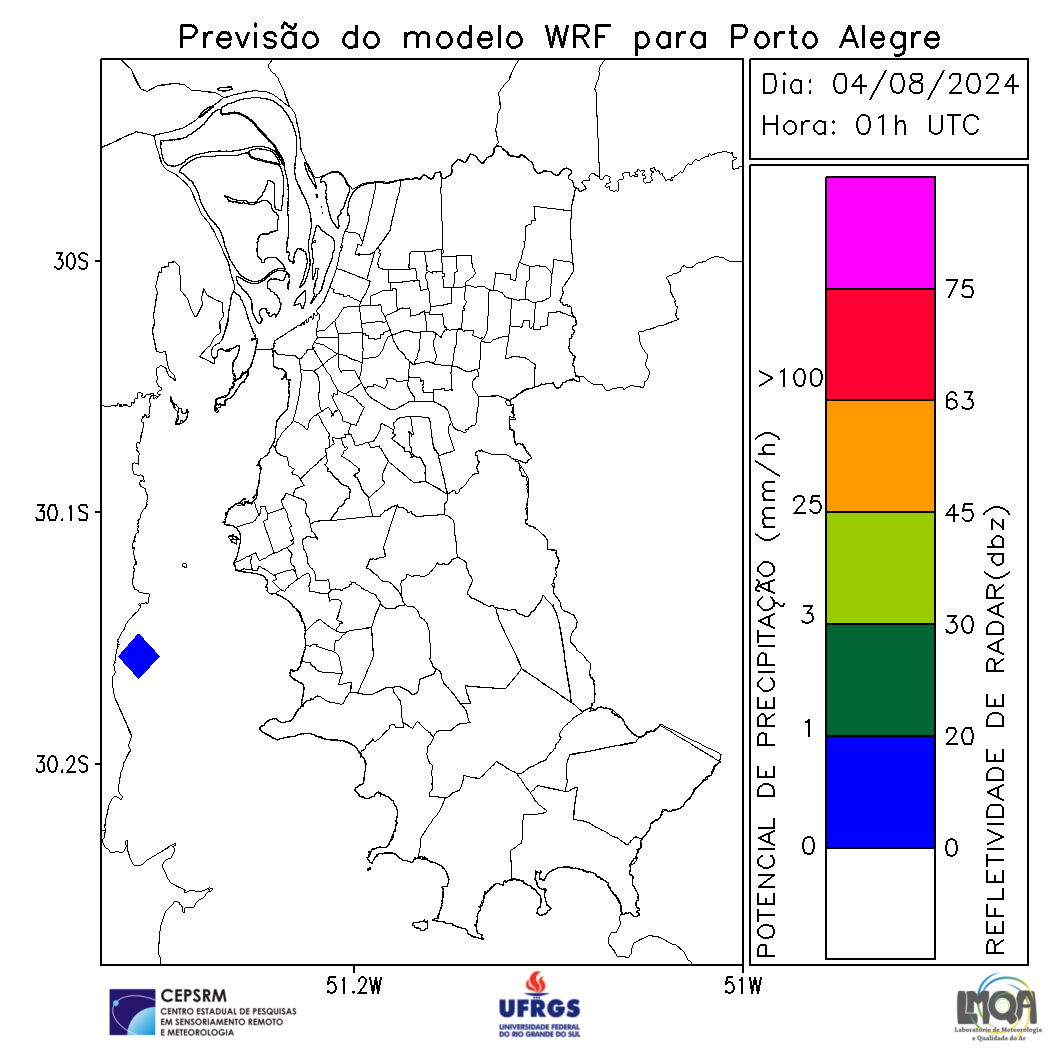 Previsão do modelo WRF para Porto Alegre
Dia: 04/08/2024
Hora: 01h UTC
30S
30.1S
30.2S
51.2W
51W
POTENCIAL DE PRECIPITAÇÃO (mm/h)
>100
25
3
1
0
75
63
45
30
20
0
REFLETIVIDADE DE RADAR(dbz)
CEPSRM
CENTRO ESTADUAL DE PESQUISAS
EM SENSORIAMENTO REMOTO
E METEOROLOGIA
UFRGS
UNIVERSIDADE FEDERAL
DO RIO GRANDE DO SUL
LMQA
Laboratório de Meteorologia
e Qualidade do Ar